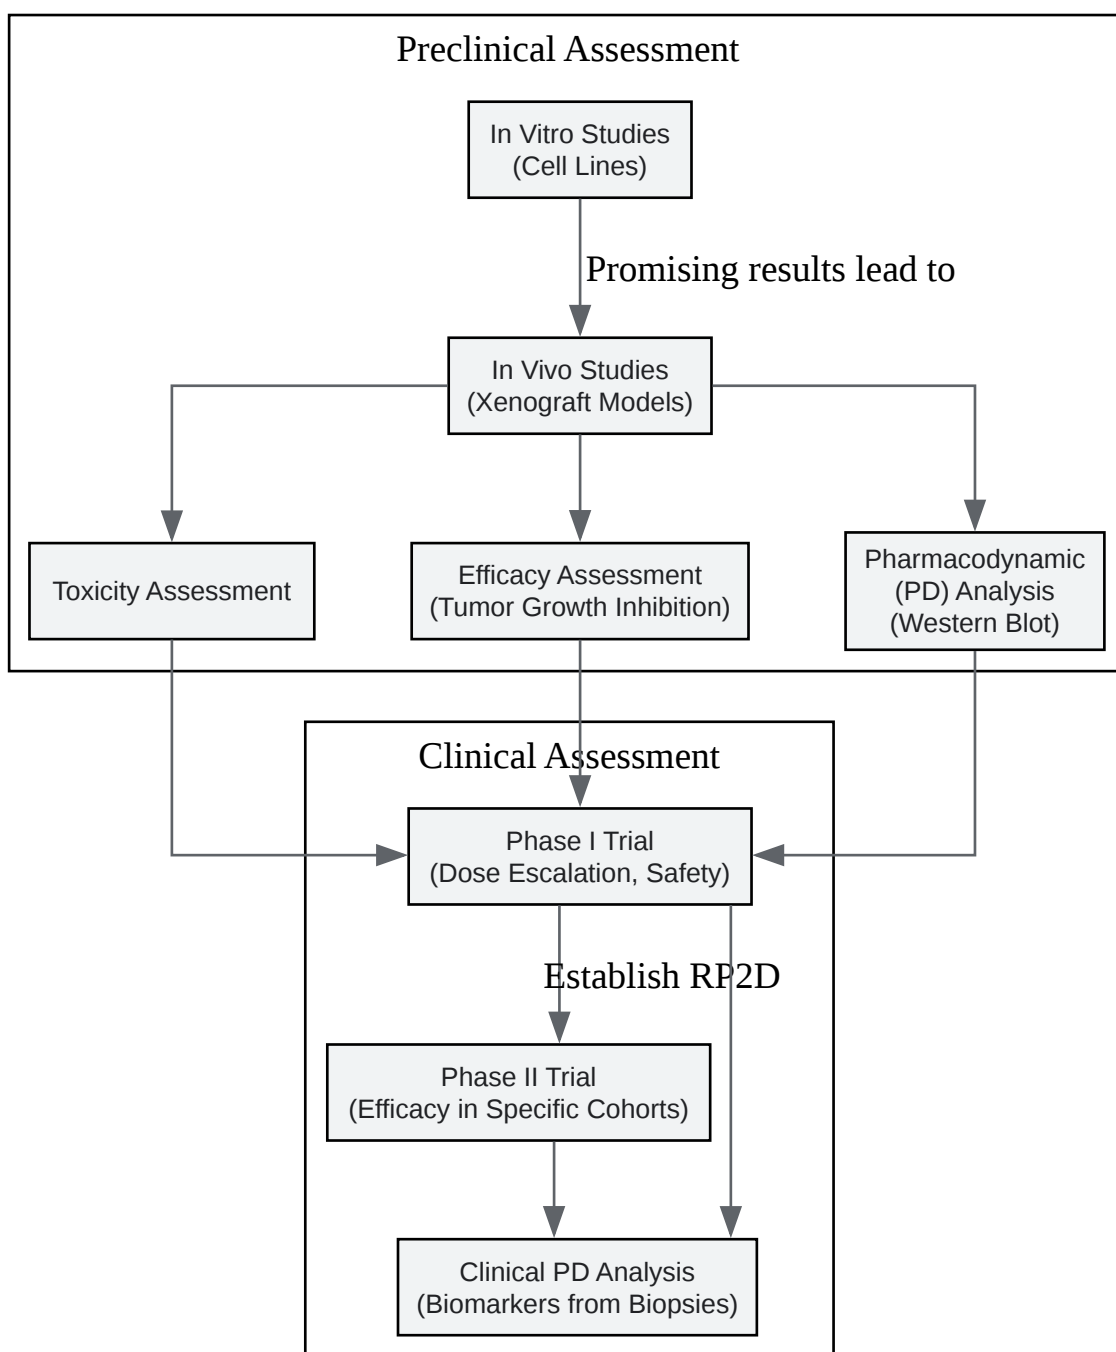 Preclinical Assessment
In Vitro Studies
(Cell Lines)
Promising results lead to
In Vivo Studies
(Xenograft Models)
Toxicity Assessment
Efficacy Assessment
(Tumor Growth Inhibition)
Pharmacodynamic
(PD) Analysis
(Western Blot)
Clinical Assessment
Phase I Trial
(Dose Escalation, Safety)
Establish RP2D
Phase II Trial
(Efficacy in Specific Cohorts)
Clinical PD Analysis
(Biomarkers from Biopsies)